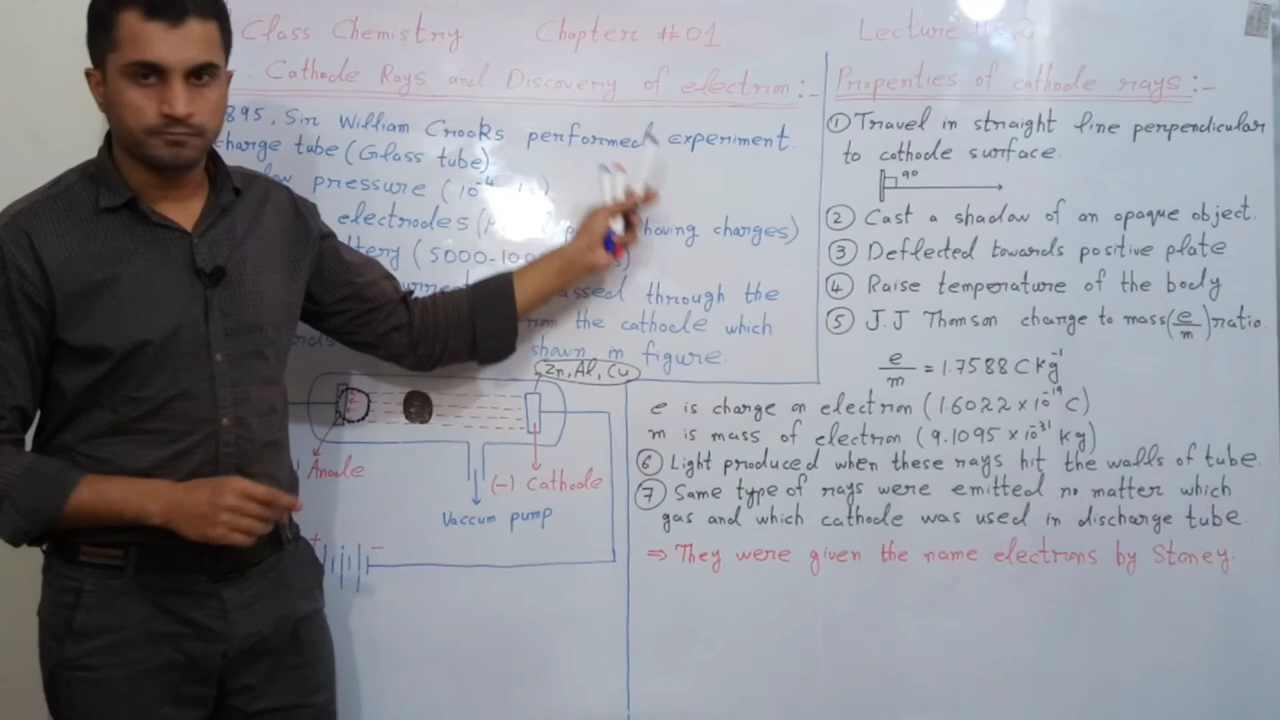 Class Chemistry Chapter #01 Lecture
Cathode Rays and Discovery of electron:-
895, Sir William Crooks performed experiment
charge tube (Glass tube)
low pressure (10-4
electrodes ( having charges)
ttery (5000-100
assed through the
from the cathode which
shown in figure
Zn, Al, Cu
Anode
(-) Cathode
Vaccum pump
+ -
Properties of cathode rays:-
① Travel in straight line perpendicular
to cathode surface.
90
② Cast a shadow of an opaque object.
③ Deflected towards positive plate
④ Raise temperature of the body
⑤ J.J Thomson charge to mass (e/m) ratio
e/m = 1.7588 C kg⁻¹
e is charge on electron (1.6022 × 10⁻¹⁹ C)
m is mass of electron (9.1095 × 10⁻³¹ kg)
⑥ Light produced when these rays hit the walls of tube.
⑦ Same type of rays were emitted no matter which
gas and which cathode was used in discharge tube.
⇒ They were given the name electrons by Stoney.